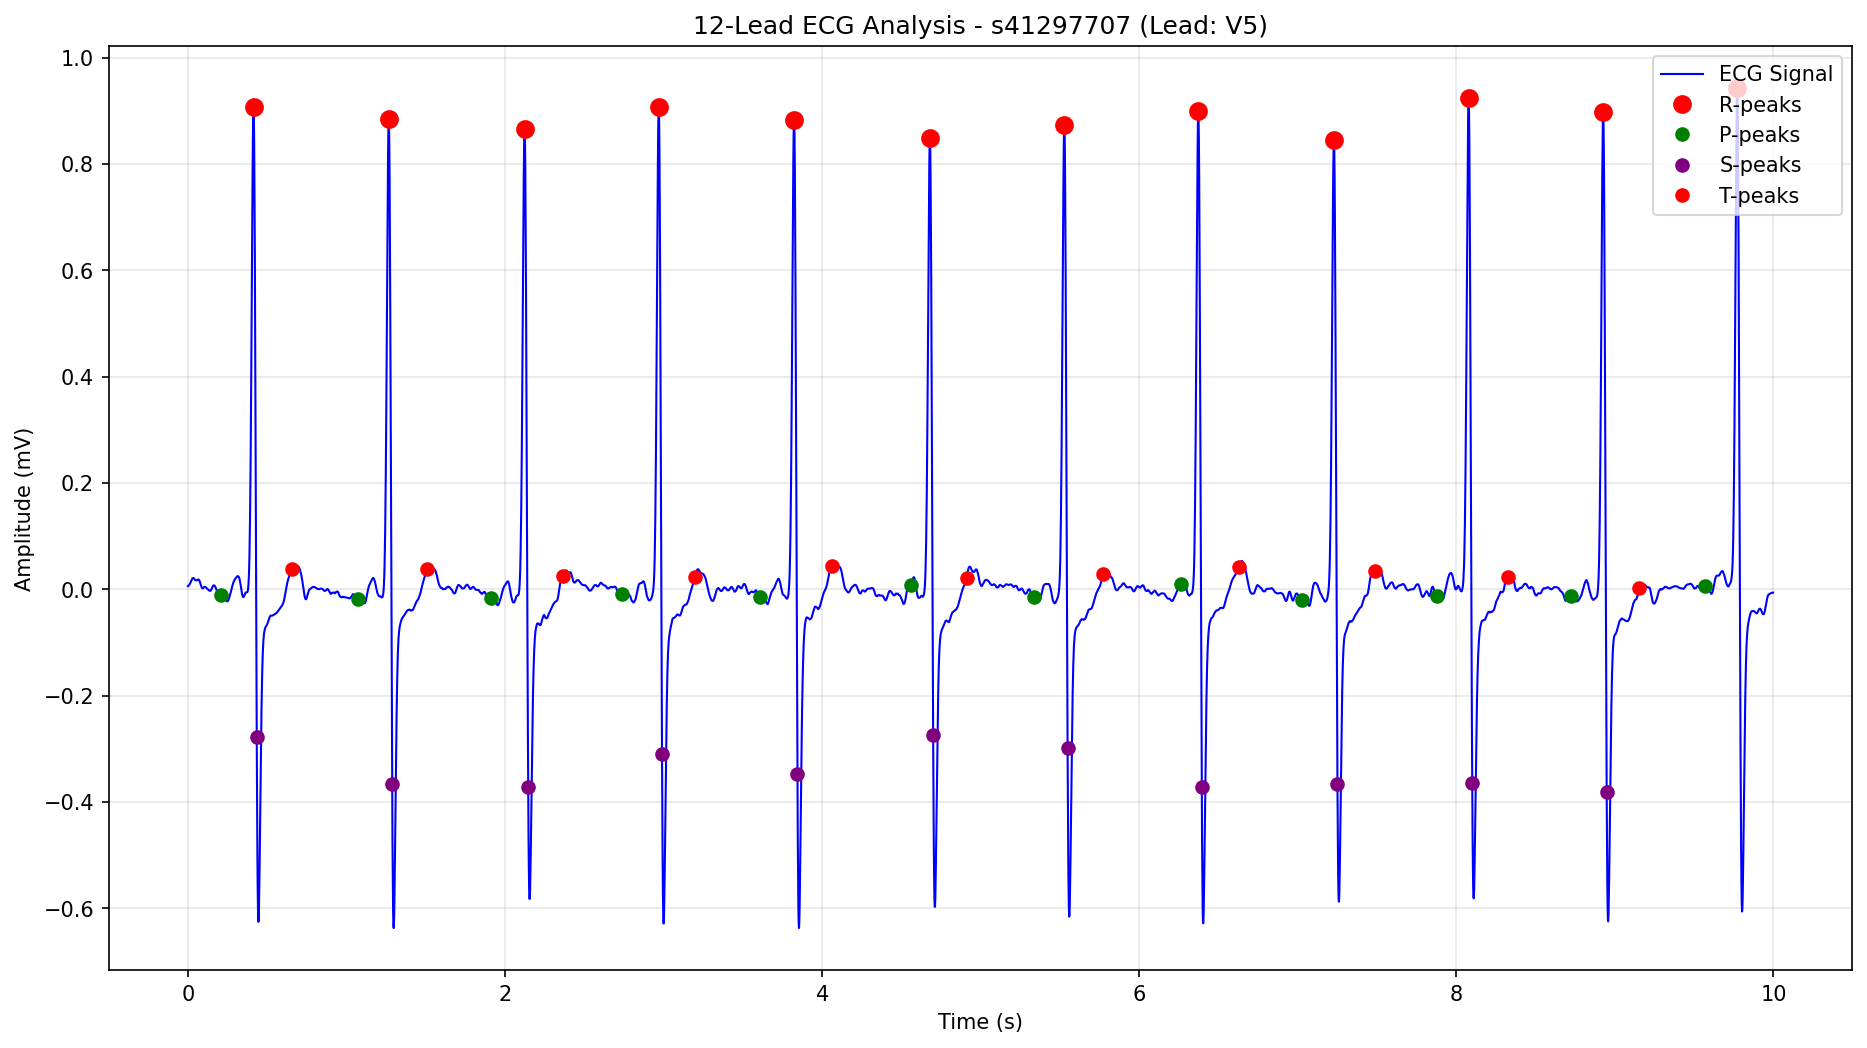 12-Lead ECG Analysis - s41297707 (Lead: V5)
ECG Signal
R-peaks
P-peaks
S-peaks
T-peaks
Amplitude (mV)
1.0
0.8
0.6
0.4
0.2
0.0
−0.2
−0.4
−0.6
0 2 4 6 8 10
Time (s)